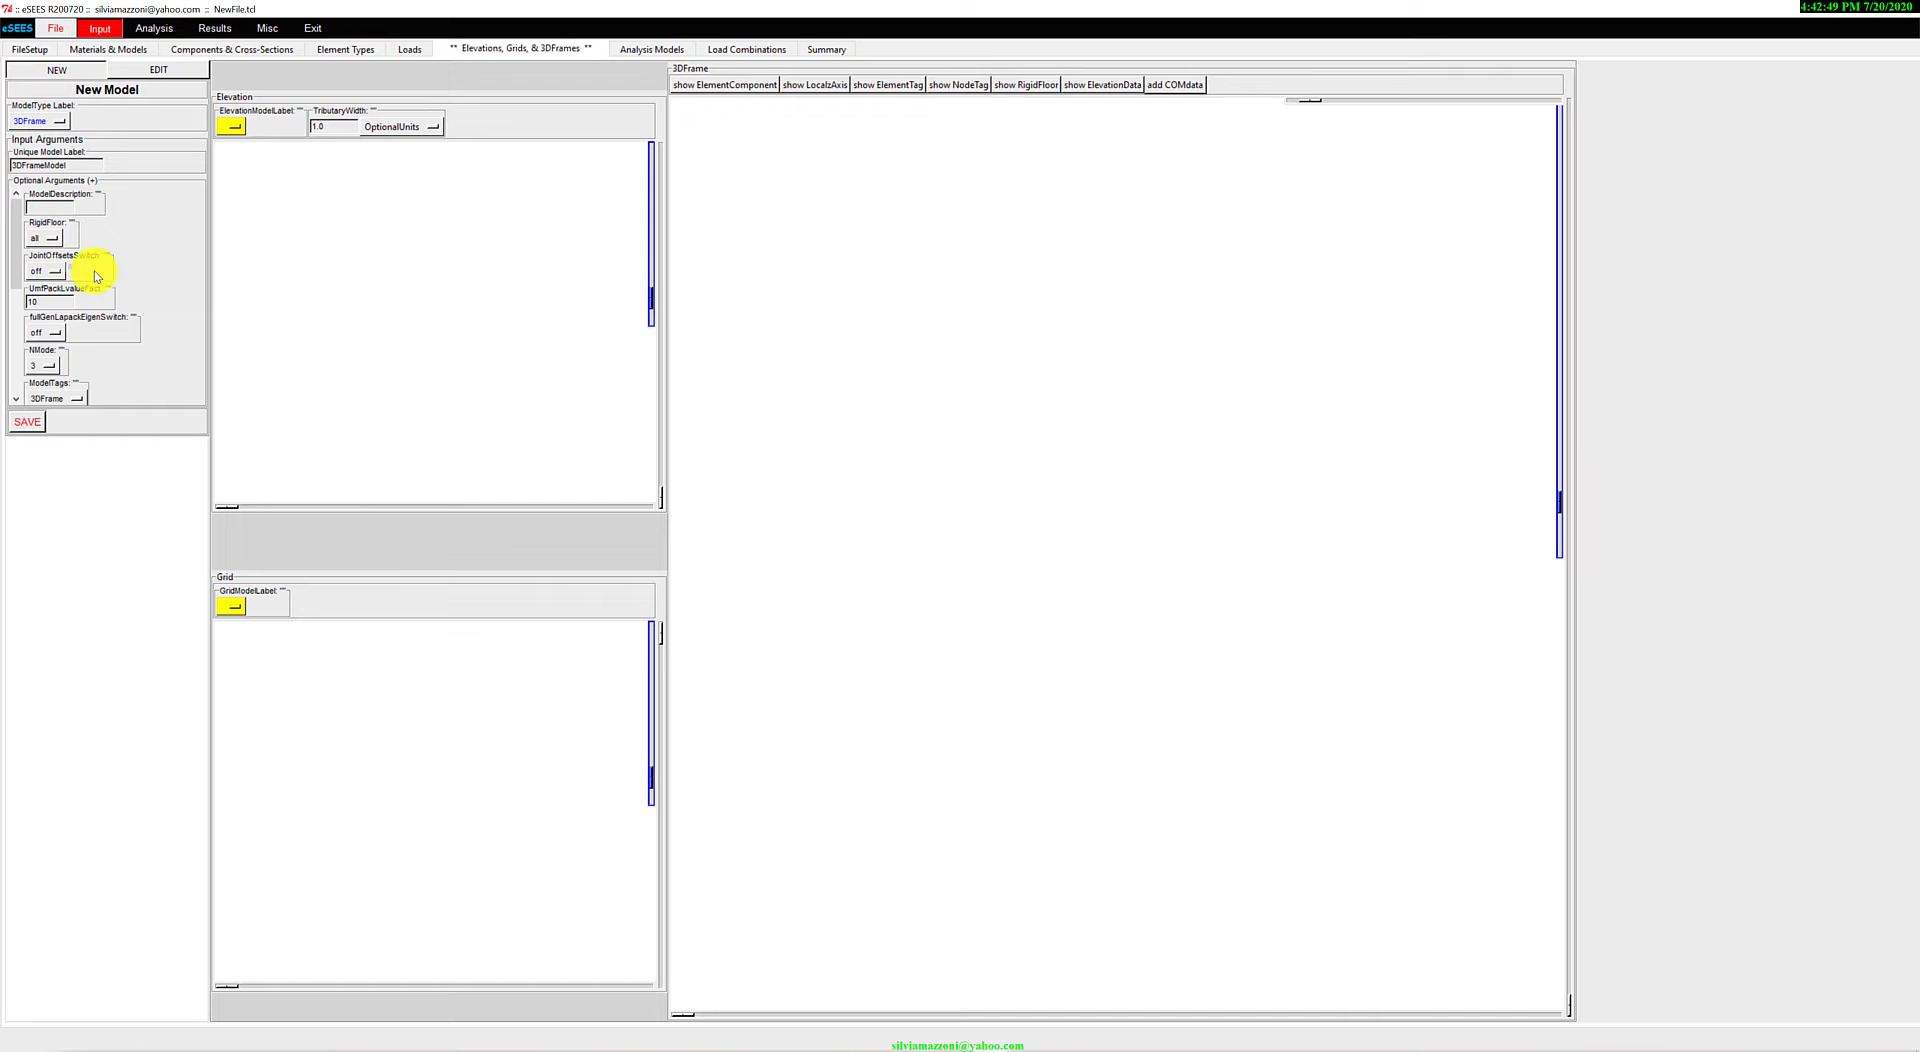 :: eSEES R200720 :: silviamazzoni@yahoo.com :: NewFile.tcl
4:42:49 PM 7/20/2020
eSEES File Input Analysis Results Misc Exit
FileSetup Materials & Models Components & Cross-Sections Element Types Loads ** Elevations, Grids, & 3DFrames ** Analysis Models Load Combinations Summary
NEW EDIT
New Model
ModelType Label:
3DFrame
Input Arguments
Unique Model Label:
3DFrameModel
Optional Arguments (+)
ModelDescription: ""
RigidFloor: ""
all
JointOffsetsSwitch: ""
off
UmfPackLvalueFact: ""
10
fullGenLapackEigenSwitch: ""
off
NMode: ""
3
ModelTags: ""
3DFrame
SAVE
Elevation
ElevationModelLabel: "" TributaryWidth: ""
1.0 OptionalUnits
Grid
GridModelLabel: ""
3DFrame
show ElementComponent show LocalzAxis show ElementTag show NodeTag show RigidFloor show ElevationData add COMdata
silviamazzoni@yahoo.com